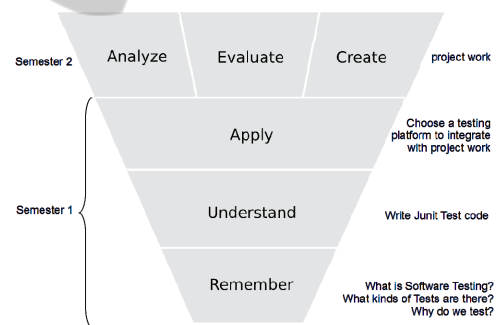 Semester 2
Analyze
Evaluate
Create
project work
Semester 1
Apply
Choose a testing
platform to integrate
with project work
Understand
Write Junit Test code
Remember
What is Software Testing?
What kinds of Tests are there?
Why do we test?